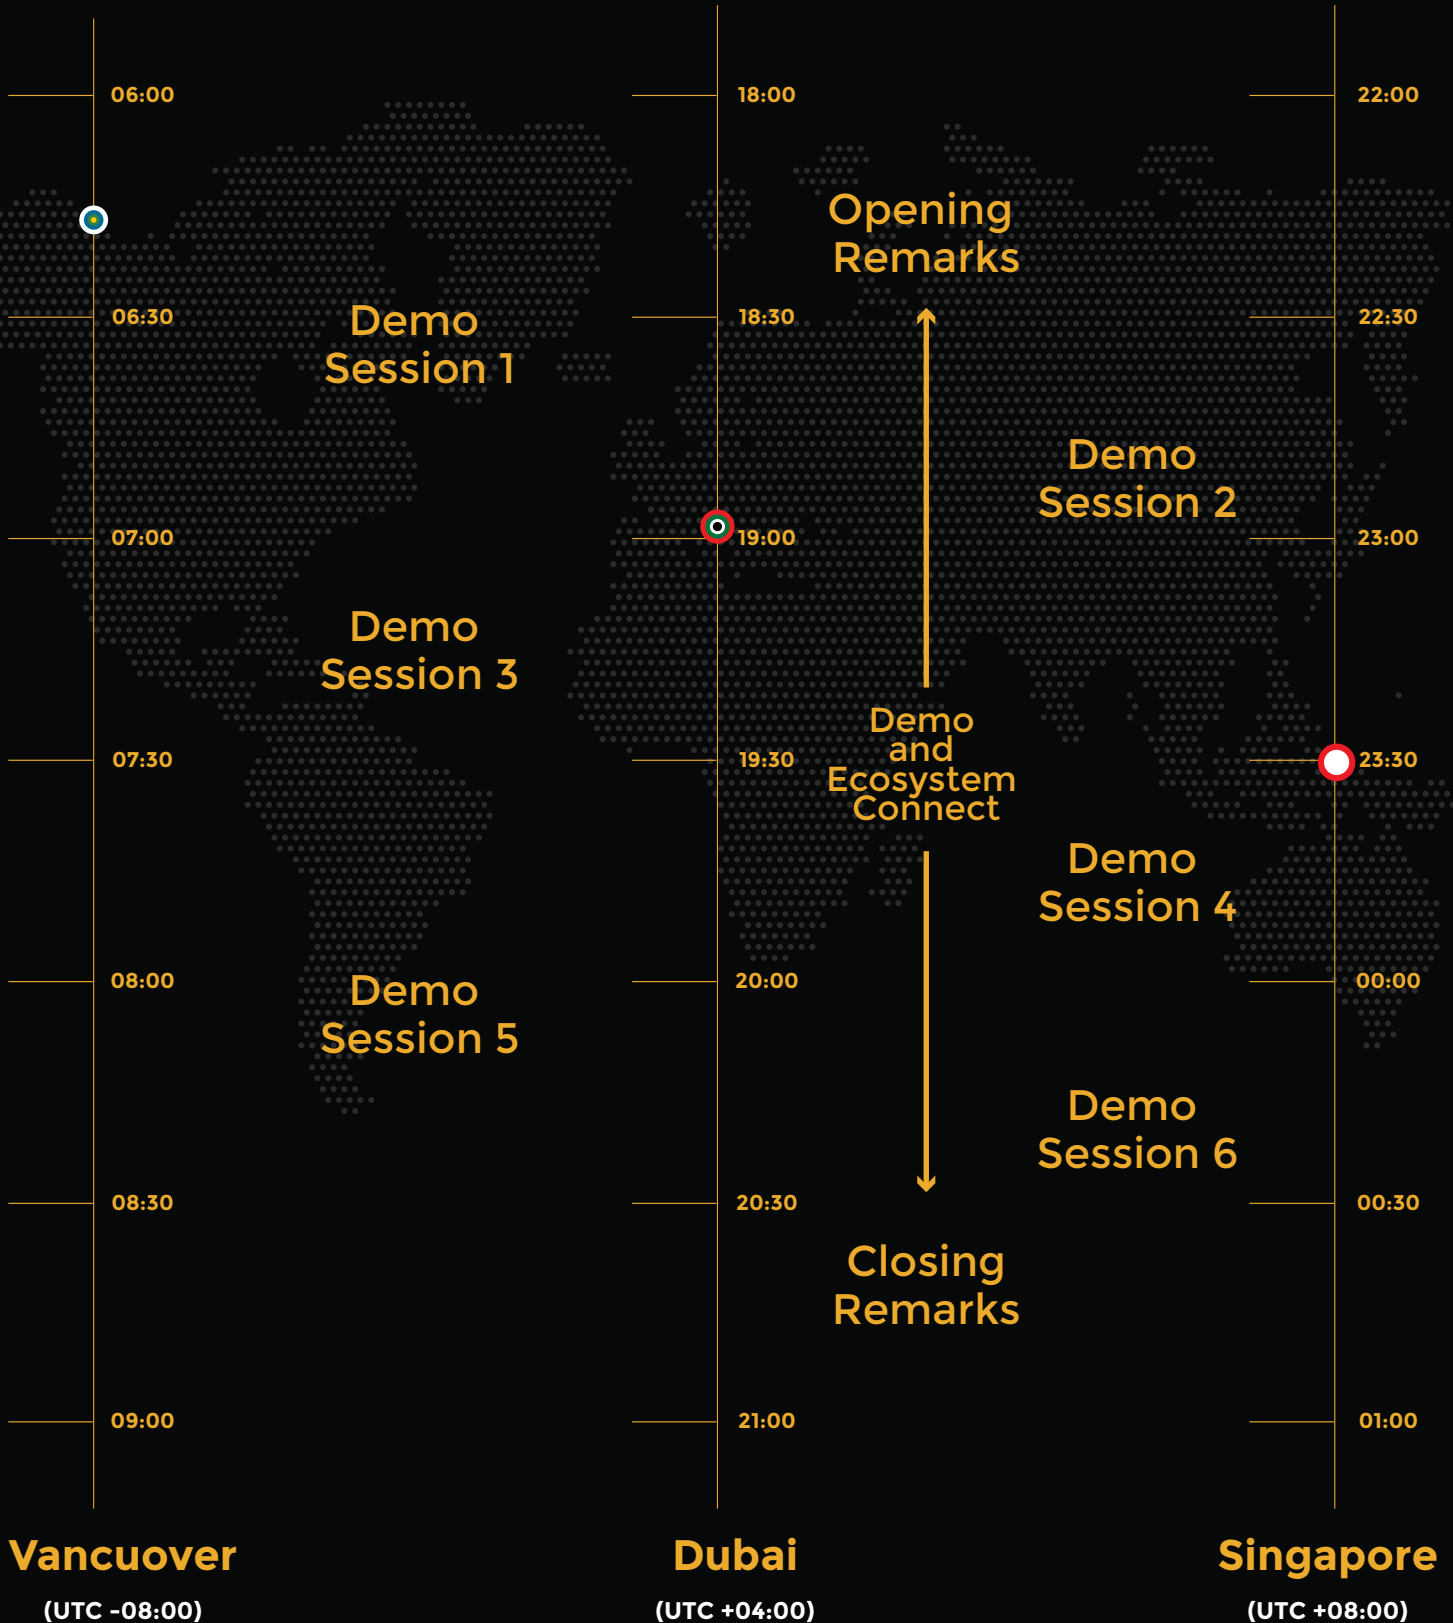 06:00
18:00
22:00
Opening
Remarks
Demo
Session 1
06:30
18:30
22:30
Demo
Session 2
07:00
19:00
23:00
Demo
Session 3
Demo
and
Ecosystem
Connect
07:30
19:30
23:30
Demo
Session 4
08:00
20:00
00:00
Demo
Session 5
Demo
Session 6
08:30
20:30
00:30
Closing
Remarks
09:00
21:00
01:00
Vancuover
Dubai
Singapore
(UTC -08:00)
(UTC +04:00)
(UTC +08:00)